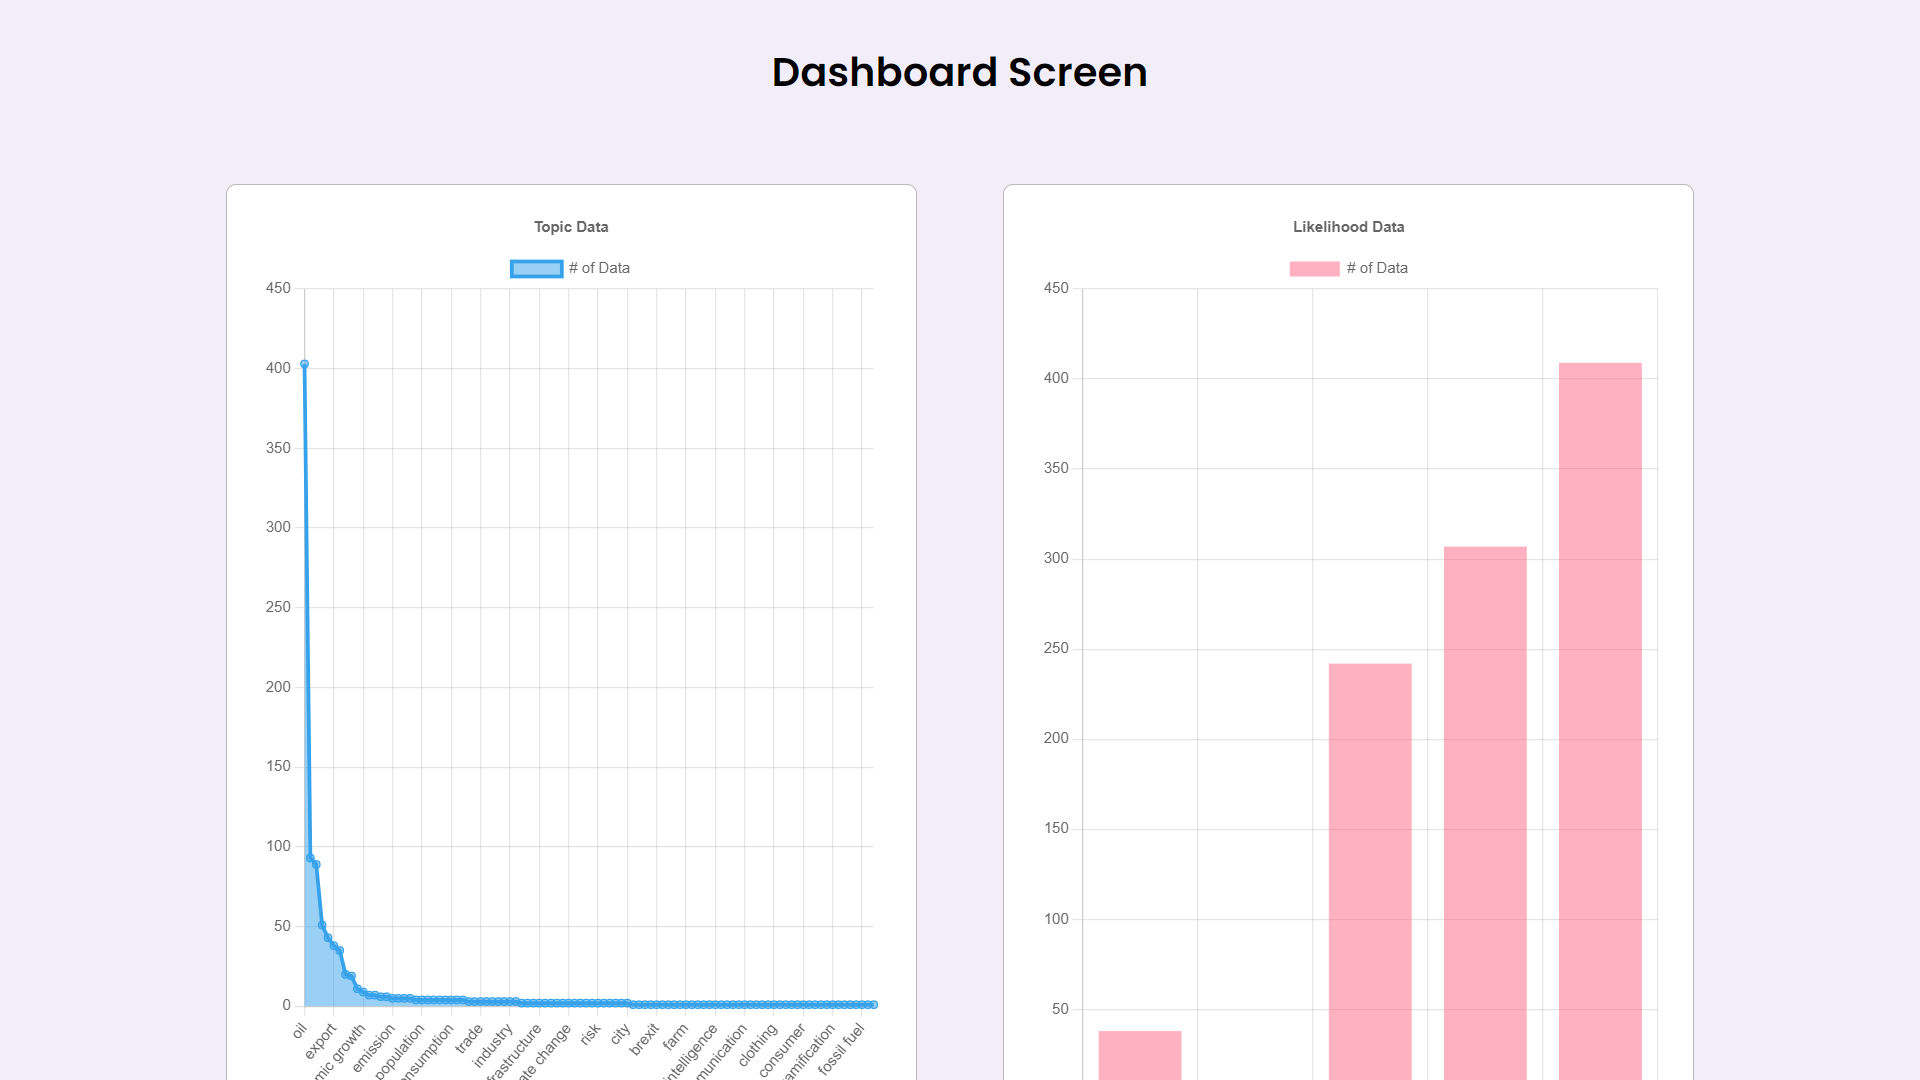 Dashboard Screen
Topic Data
# of Data
450
400
350
300
250
200
150
100
50
0
oil
export
mic growth
emission
population
onsumption
trade
industry
frastructure
ate change
risk
city
brexit
farm
intelligence
munication
clothing
consumer
amification
fossil fuel
Likelihood Data
# of Data
450
400
350
300
250
200
150
100
50